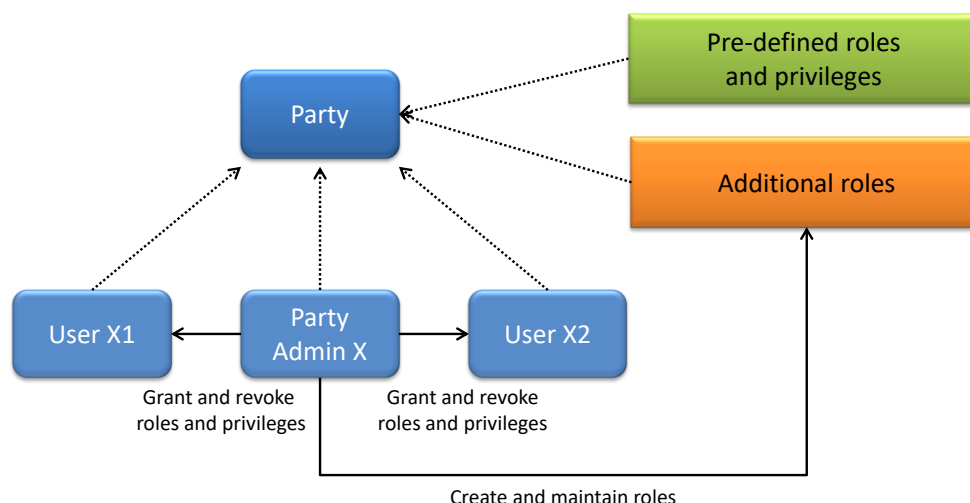 Pre-defined roles
and privileges
Party
Additional roles
User X1
Party
Admin X
User X2
Grant and revoke
roles and privileges
Grant and revoke
roles and privileges
Create and maintain roles